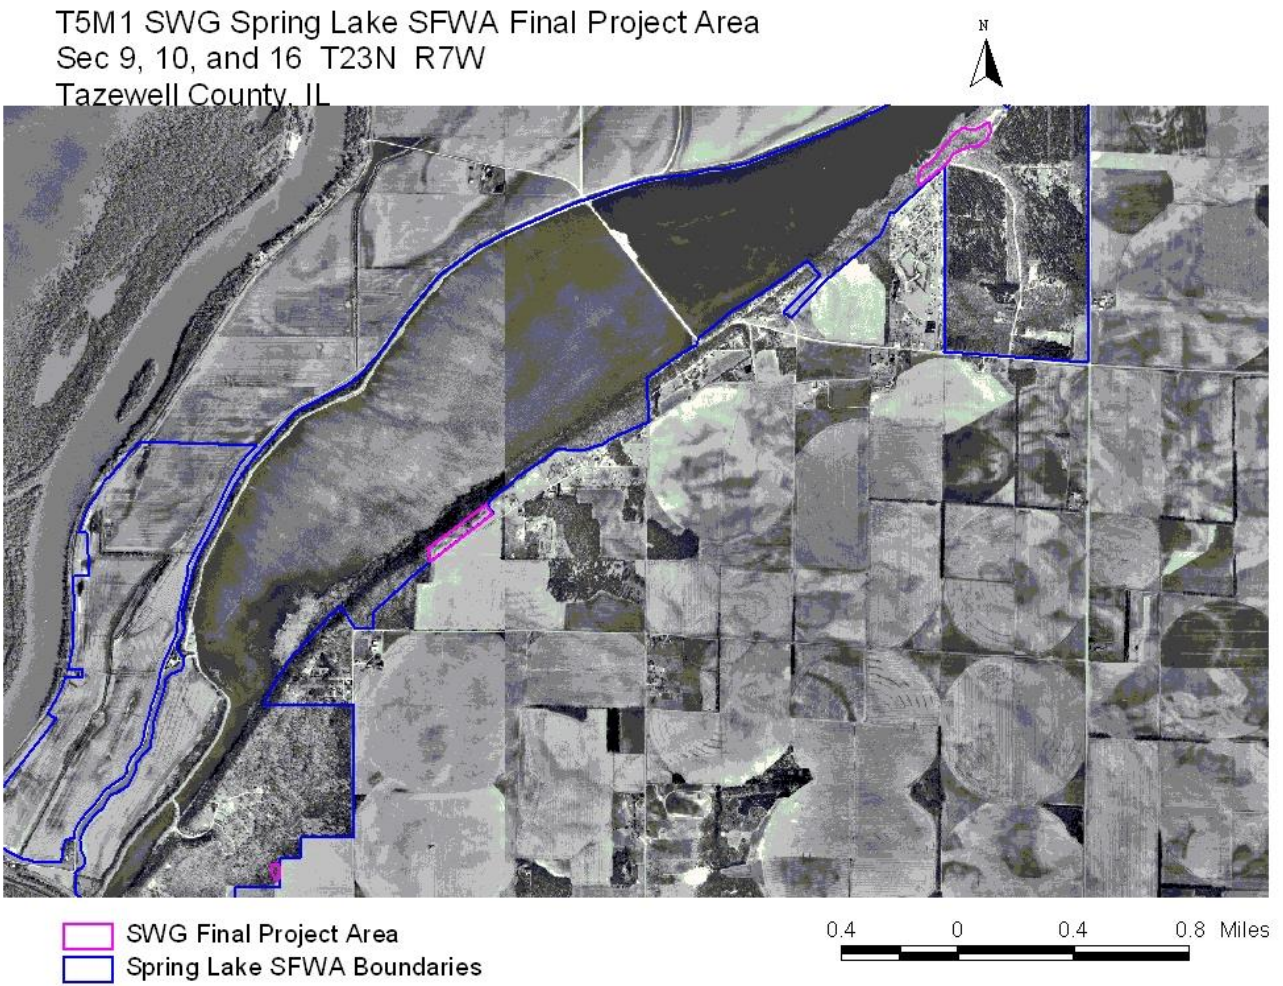 T5M1 SWG Spring Lake SFWA Final Project Area
Sec 9, 10, and 16 T23N R7W
Tazewell County, IL
N
SWG Final Project Area
Spring Lake SFWA Boundaries
0.4 0 0.4 0.8 Miles